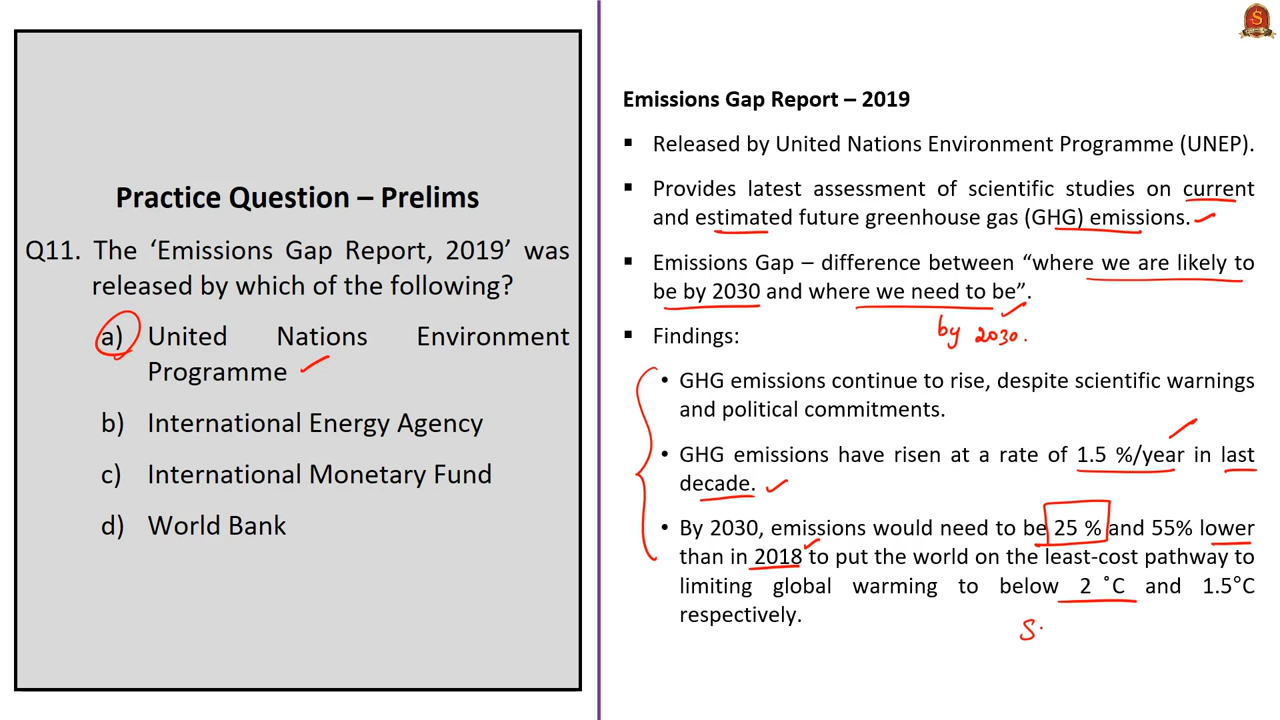 Practice Question – Prelims
Q11. The ‘Emissions Gap Report, 2019’ was
released by which of the following?
a) United Nations Environment
Programme
b) International Energy Agency
c) International Monetary Fund
d) World Bank
Emissions Gap Report – 2019
▪ Released by United Nations Environment Programme (UNEP).
▪ Provides latest assessment of scientific studies on current
and estimated future greenhouse gas (GHG) emissions.
▪ Emissions Gap – difference between “where we are likely to
be by 2030 and where we need to be”.
by 2030.
▪ Findings:
• GHG emissions continue to rise, despite scientific warnings
and political commitments.
• GHG emissions have risen at a rate of 1.5 %/year in last
decade.
• By 2030, emissions would need to be 25 % and 55% lower
than in 2018 to put the world on the least-cost pathway to
limiting global warming to below 2 ˚C and 1.5°C
respectively.
S.